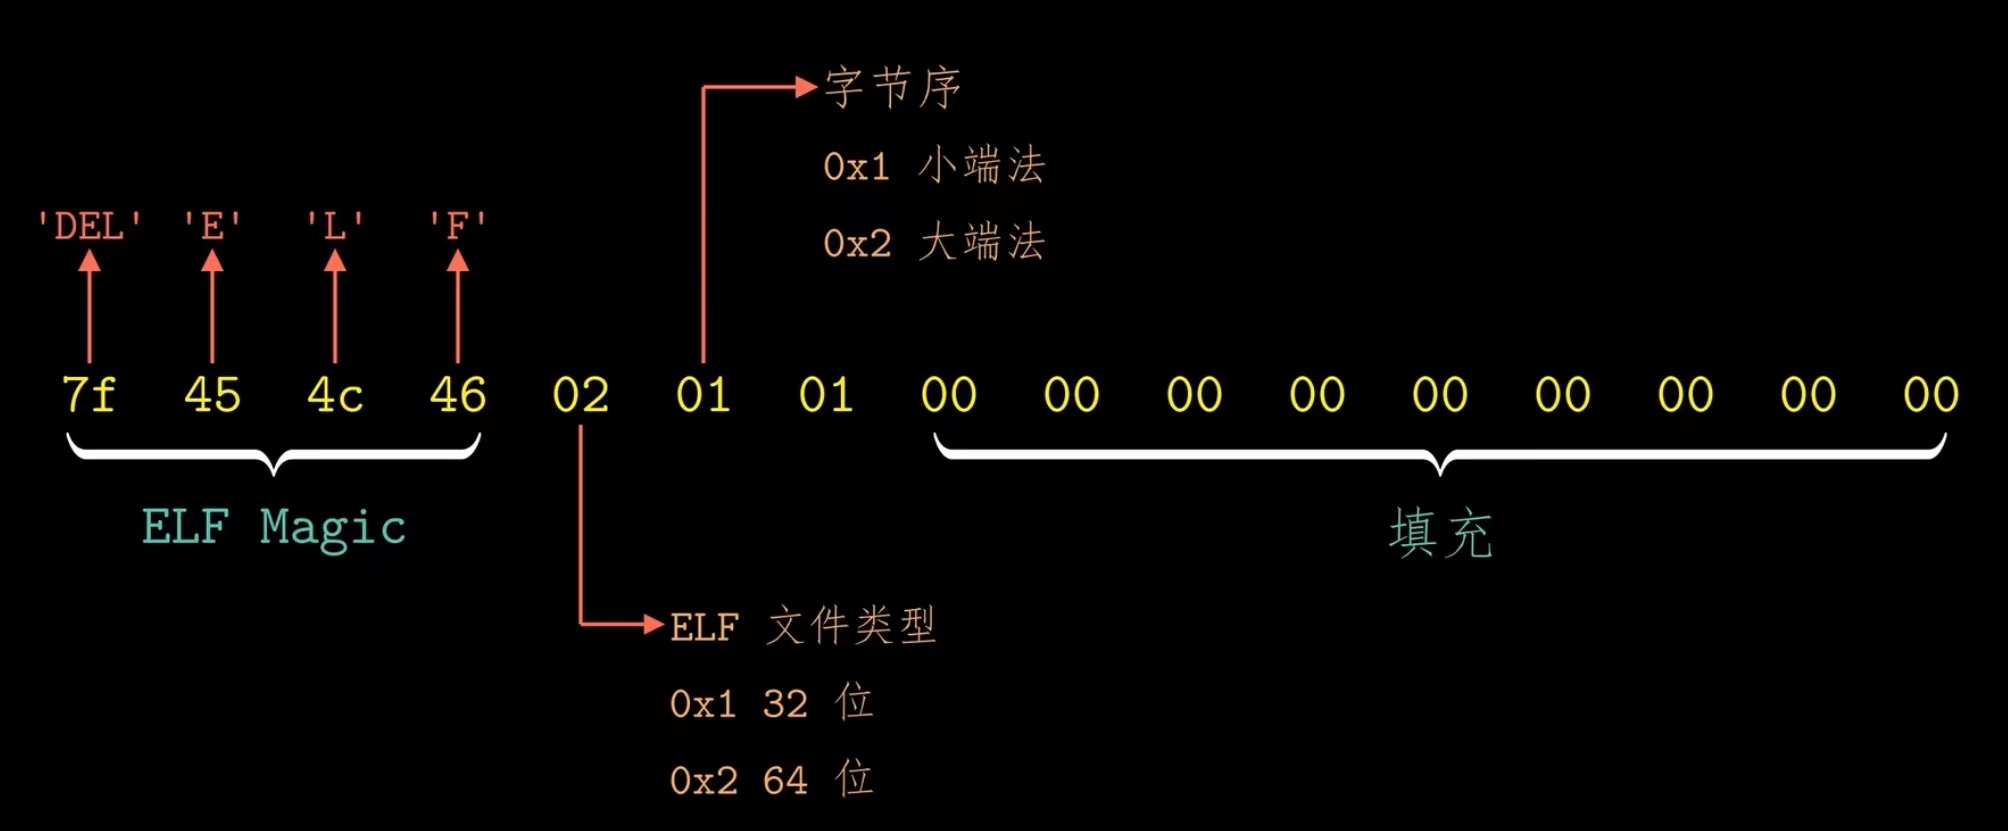 字节序
0x1 小端法
0x2 大端法
'DEL' 'E' 'L' 'F'
7f 45 4c 46 02 01 01 00 00 00 00 00 00 00 00 00
ELF Magic
填充
ELF 文件类型
0x1 32 位
0x2 64 位